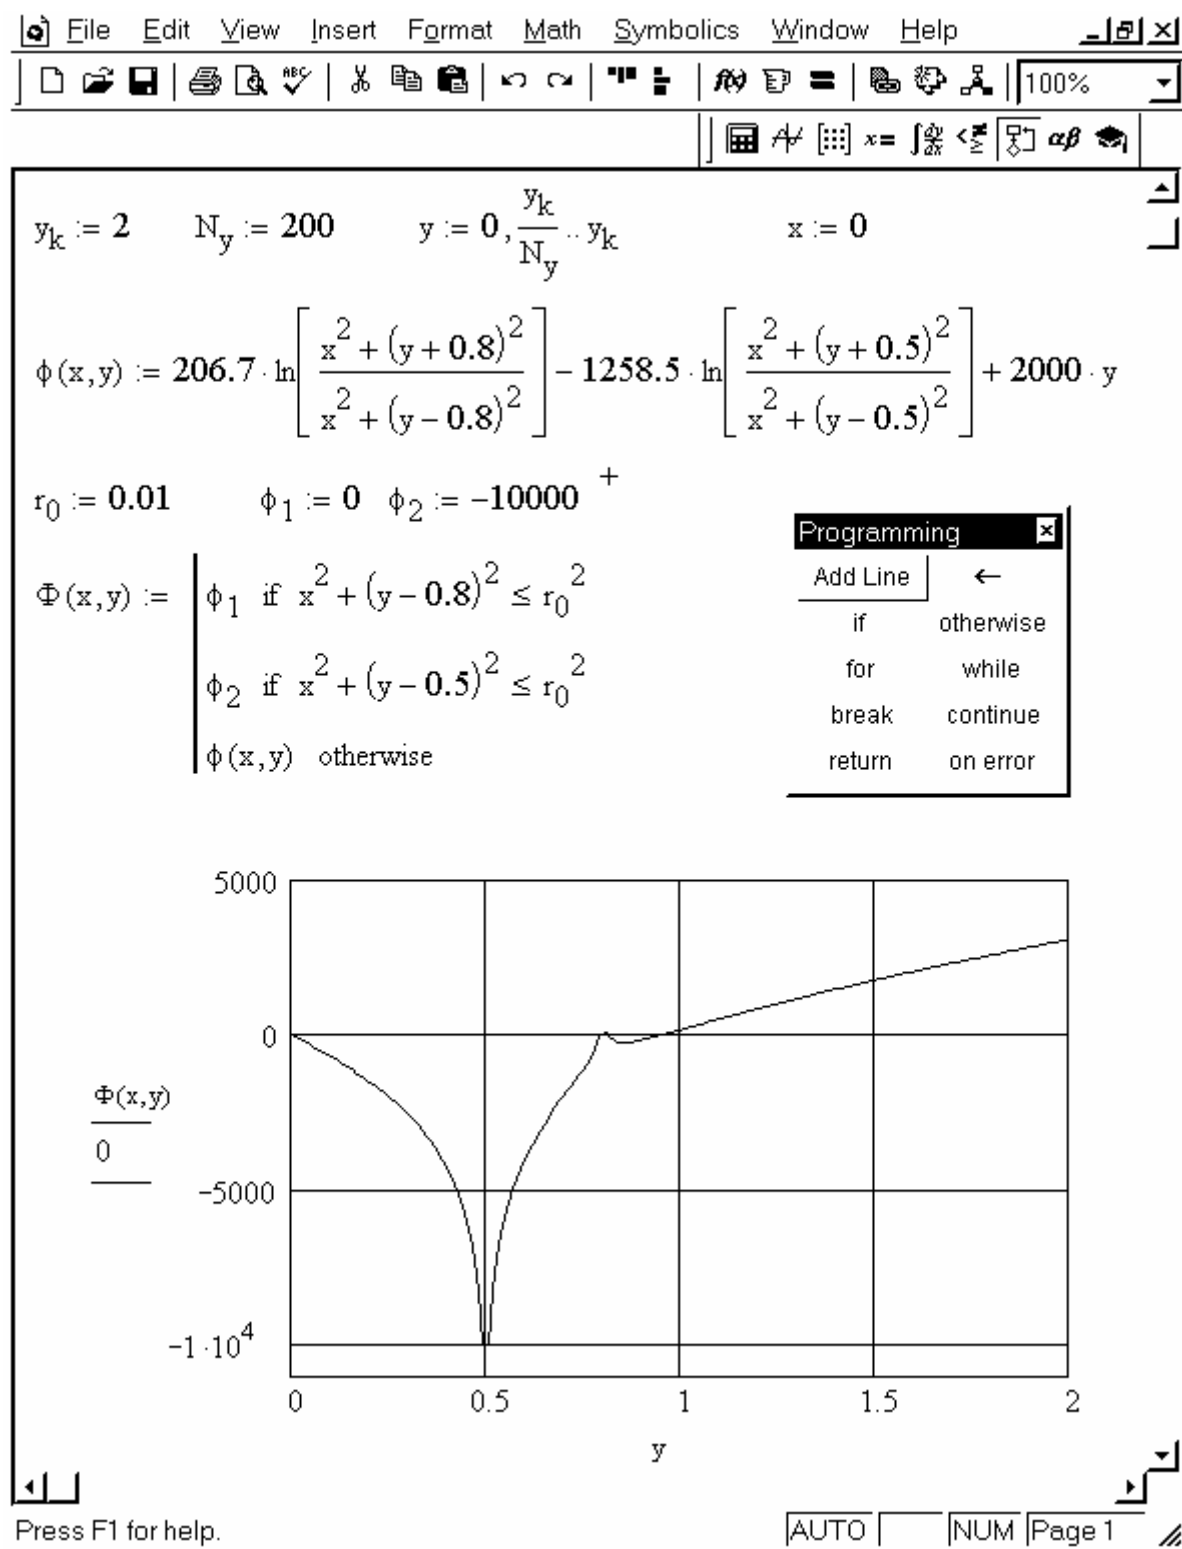 File Edit View Insert Format Math Symbolics Window Help
100%
y_k := 2 N_y := 200 y := 0, y_k/N_y .. y_k x := 0
ϕ(x,y) := 206.7 · ln[(x^2 + (y + 0.8)^2)/(x^2 + (y − 0.8)^2)] − 1258.5 · ln[(x^2 + (y + 0.5)^2)/(x^2 + (y − 0.5)^2)] + 2000 · y
r_0 := 0.01 ϕ_1 := 0 ϕ_2 := −10000 +
Φ(x,y) := ϕ_1 if x^2 + (y − 0.8)^2 ≤ r_0^2
ϕ_2 if x^2 + (y − 0.5)^2 ≤ r_0^2
ϕ(x,y) otherwise
Programming
Add Line ←
if otherwise
for while
break continue
return on error
5000
0
−5000
−1·10^4
Φ(x,y)
0
0 0.5 1 1.5 2
y
Press F1 for help. AUTO NUM Page 1